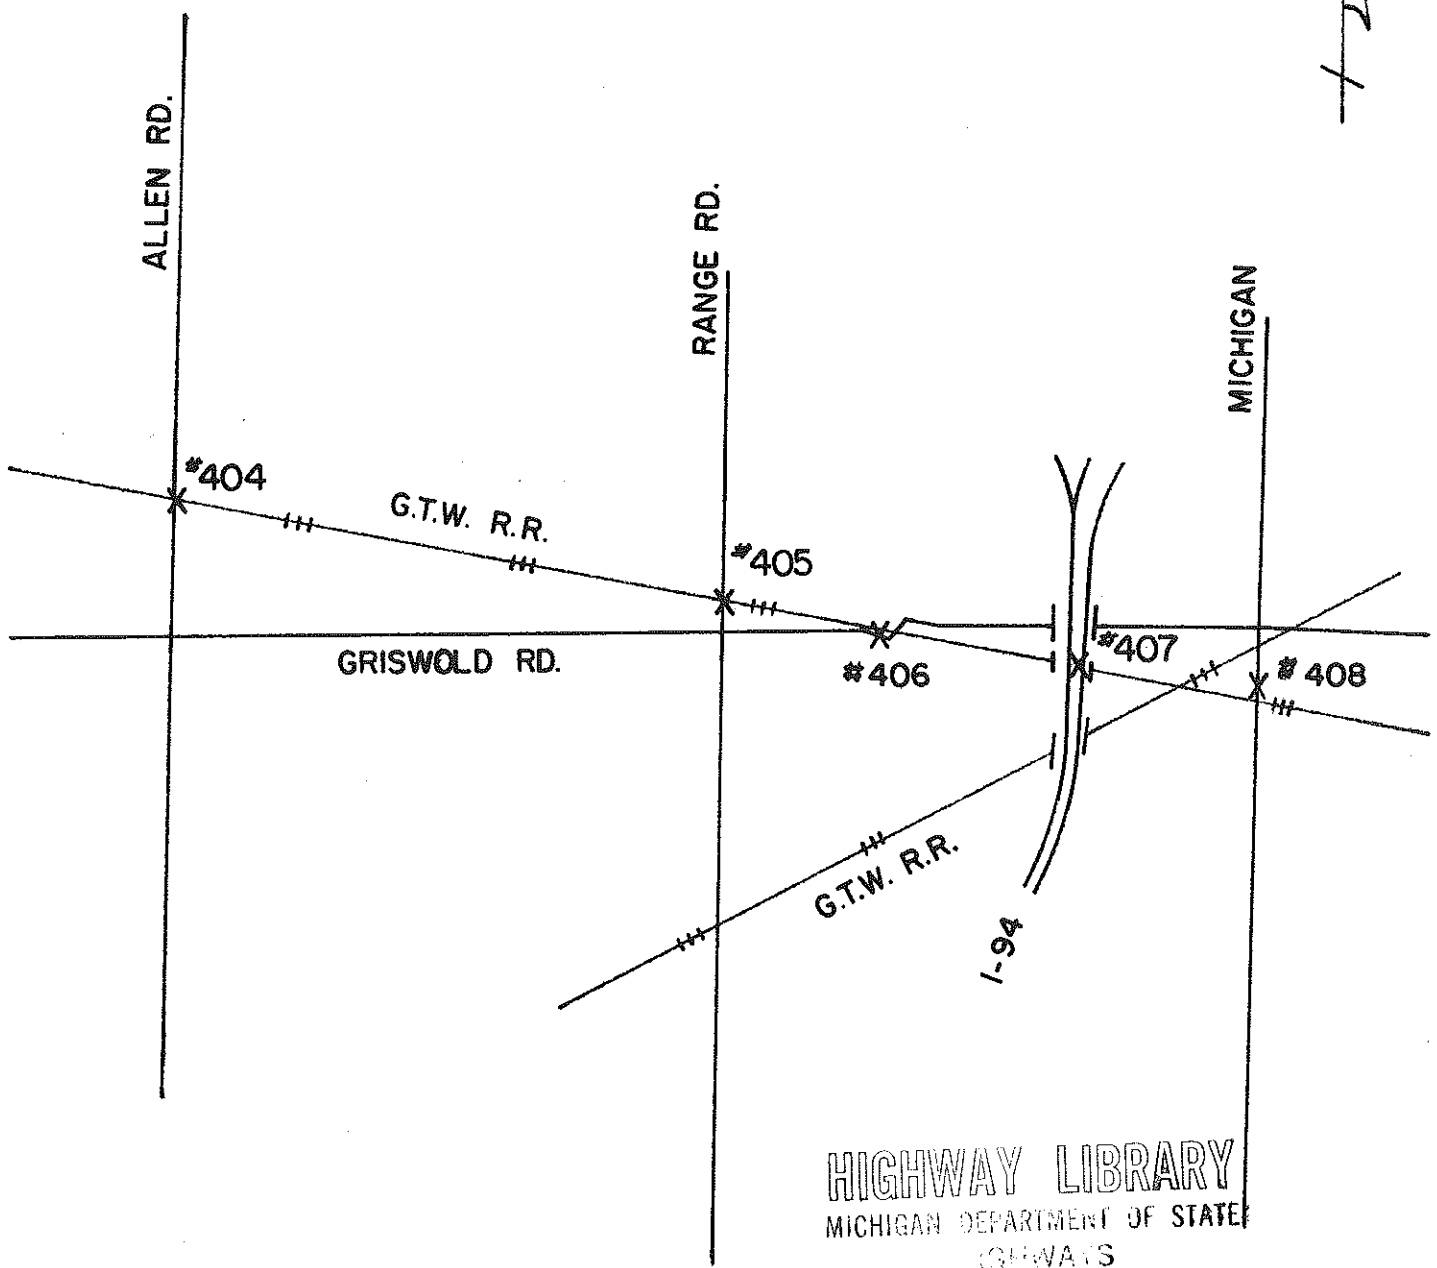 ALLEN RD.
RANGE RD.
MICHIGAN
#404
G.T.W. R.R.
#405
GRISWOLD RD.
#406
#407
#408
G.T.W. R.R.
I-94
HIGHWAY LIBRARY
MICHIGAN DEPARTMENT OF STATE